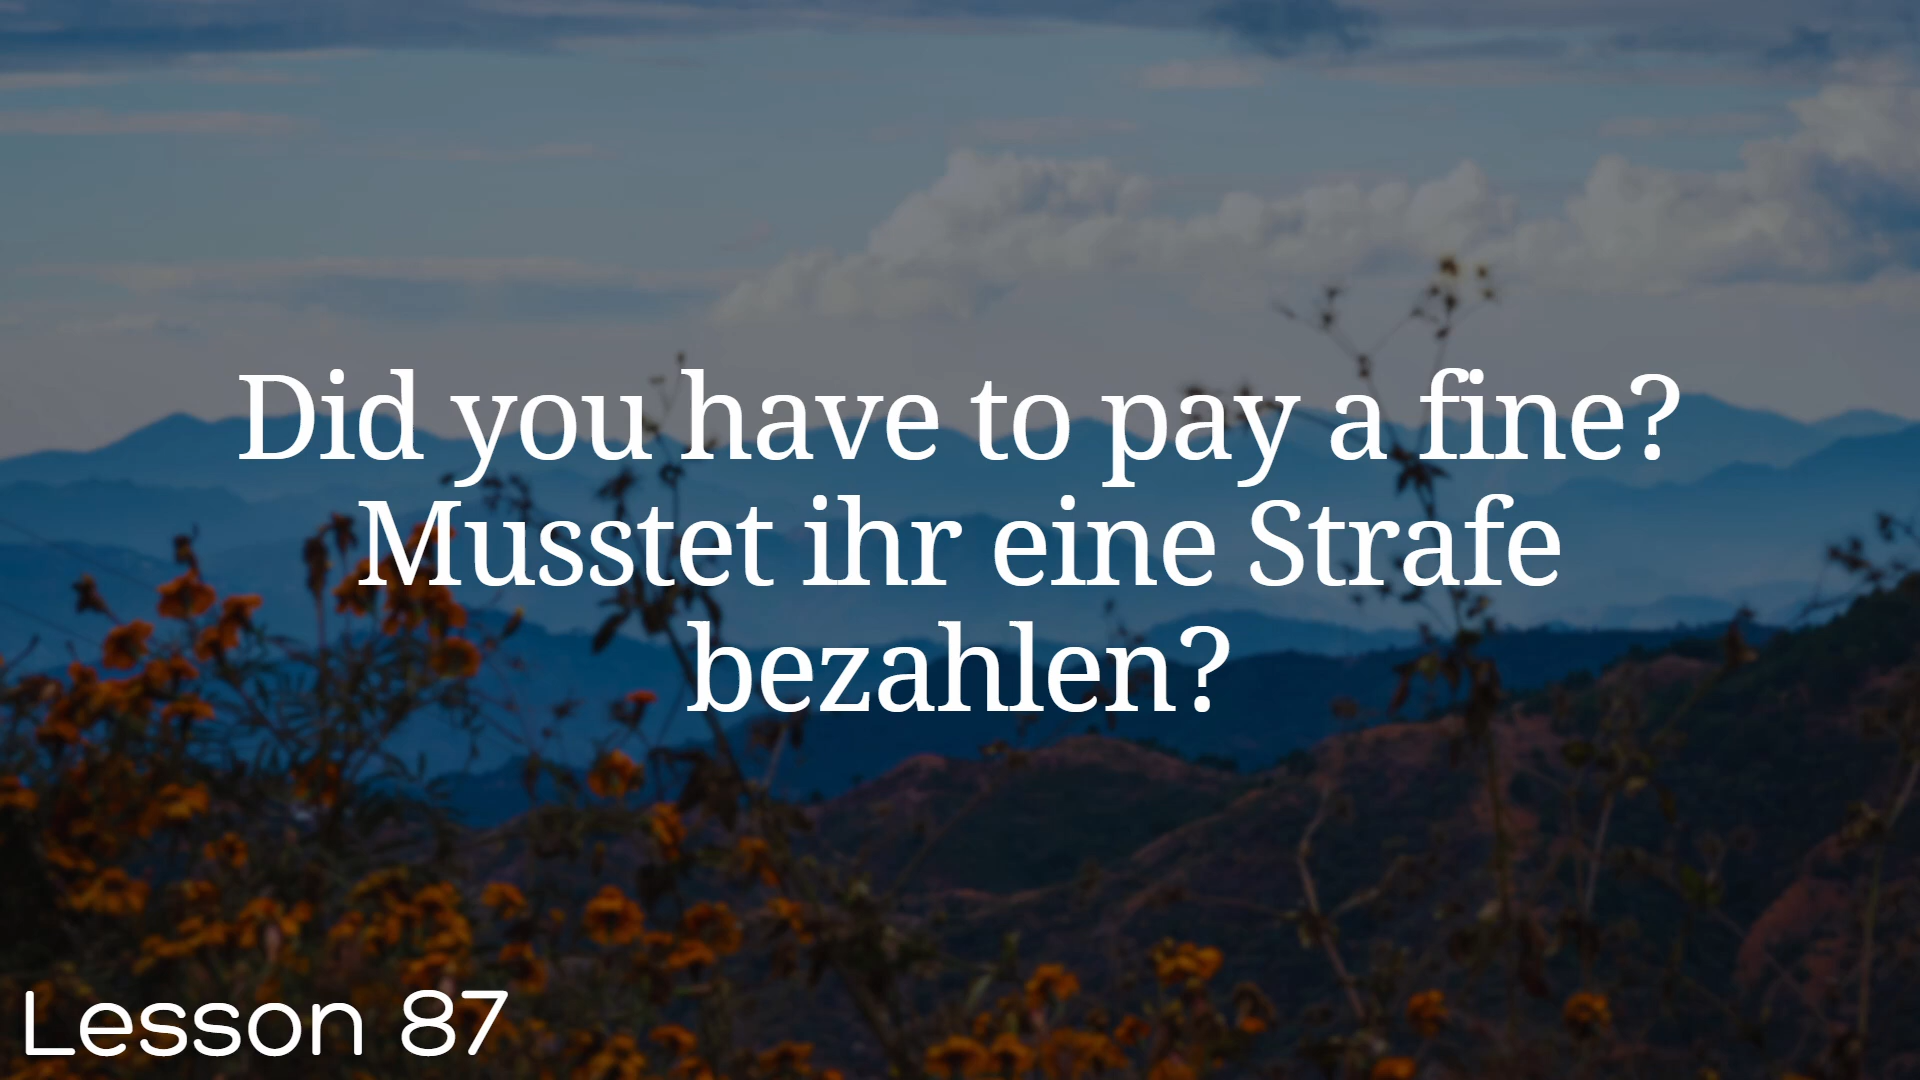 Did you have to pay a fine?
Musstet ihr eine Strafe
bezahlen?
Lesson 87